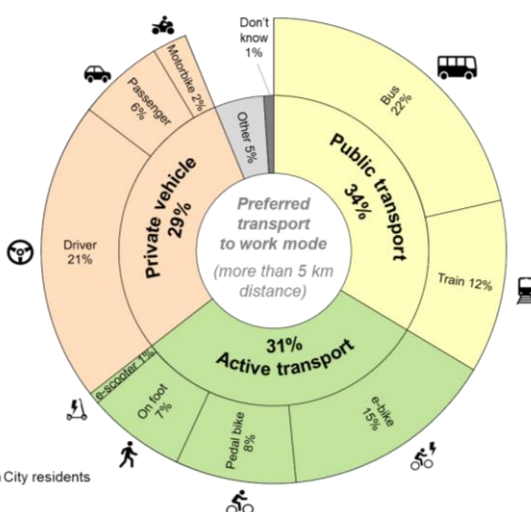 Don't
know
1%
Bus
22%
Public transport
34%
Train 12%
e-bike
15%
Pedal bike
8%
On foot
7%
e-scooter 1%
31%
Active transport
Driver
21%
Passenger
6%
Motorbike 2%
Private vehicle
29%
Other 5%
Preferred
transport
to work mode
(more than 5 km
distance)
City residents